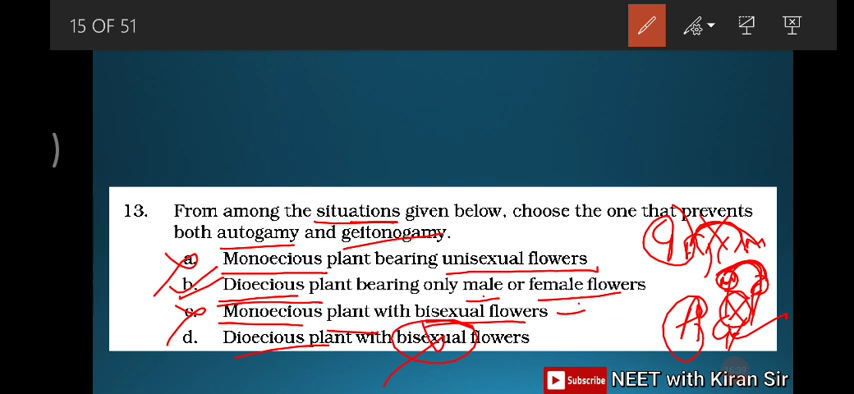 15 OF 51
13. From among the situations given below, choose the one that prevents
both autogamy and geitonogamy.
a. Monoecious plant bearing unisexual flowers
b. Dioecious plant bearing only male or female flowers
c. Monoecious plant with bisexual flowers
d. Dioecious plant with bisexual flowers
Subscribe NEET with Kiran Sir